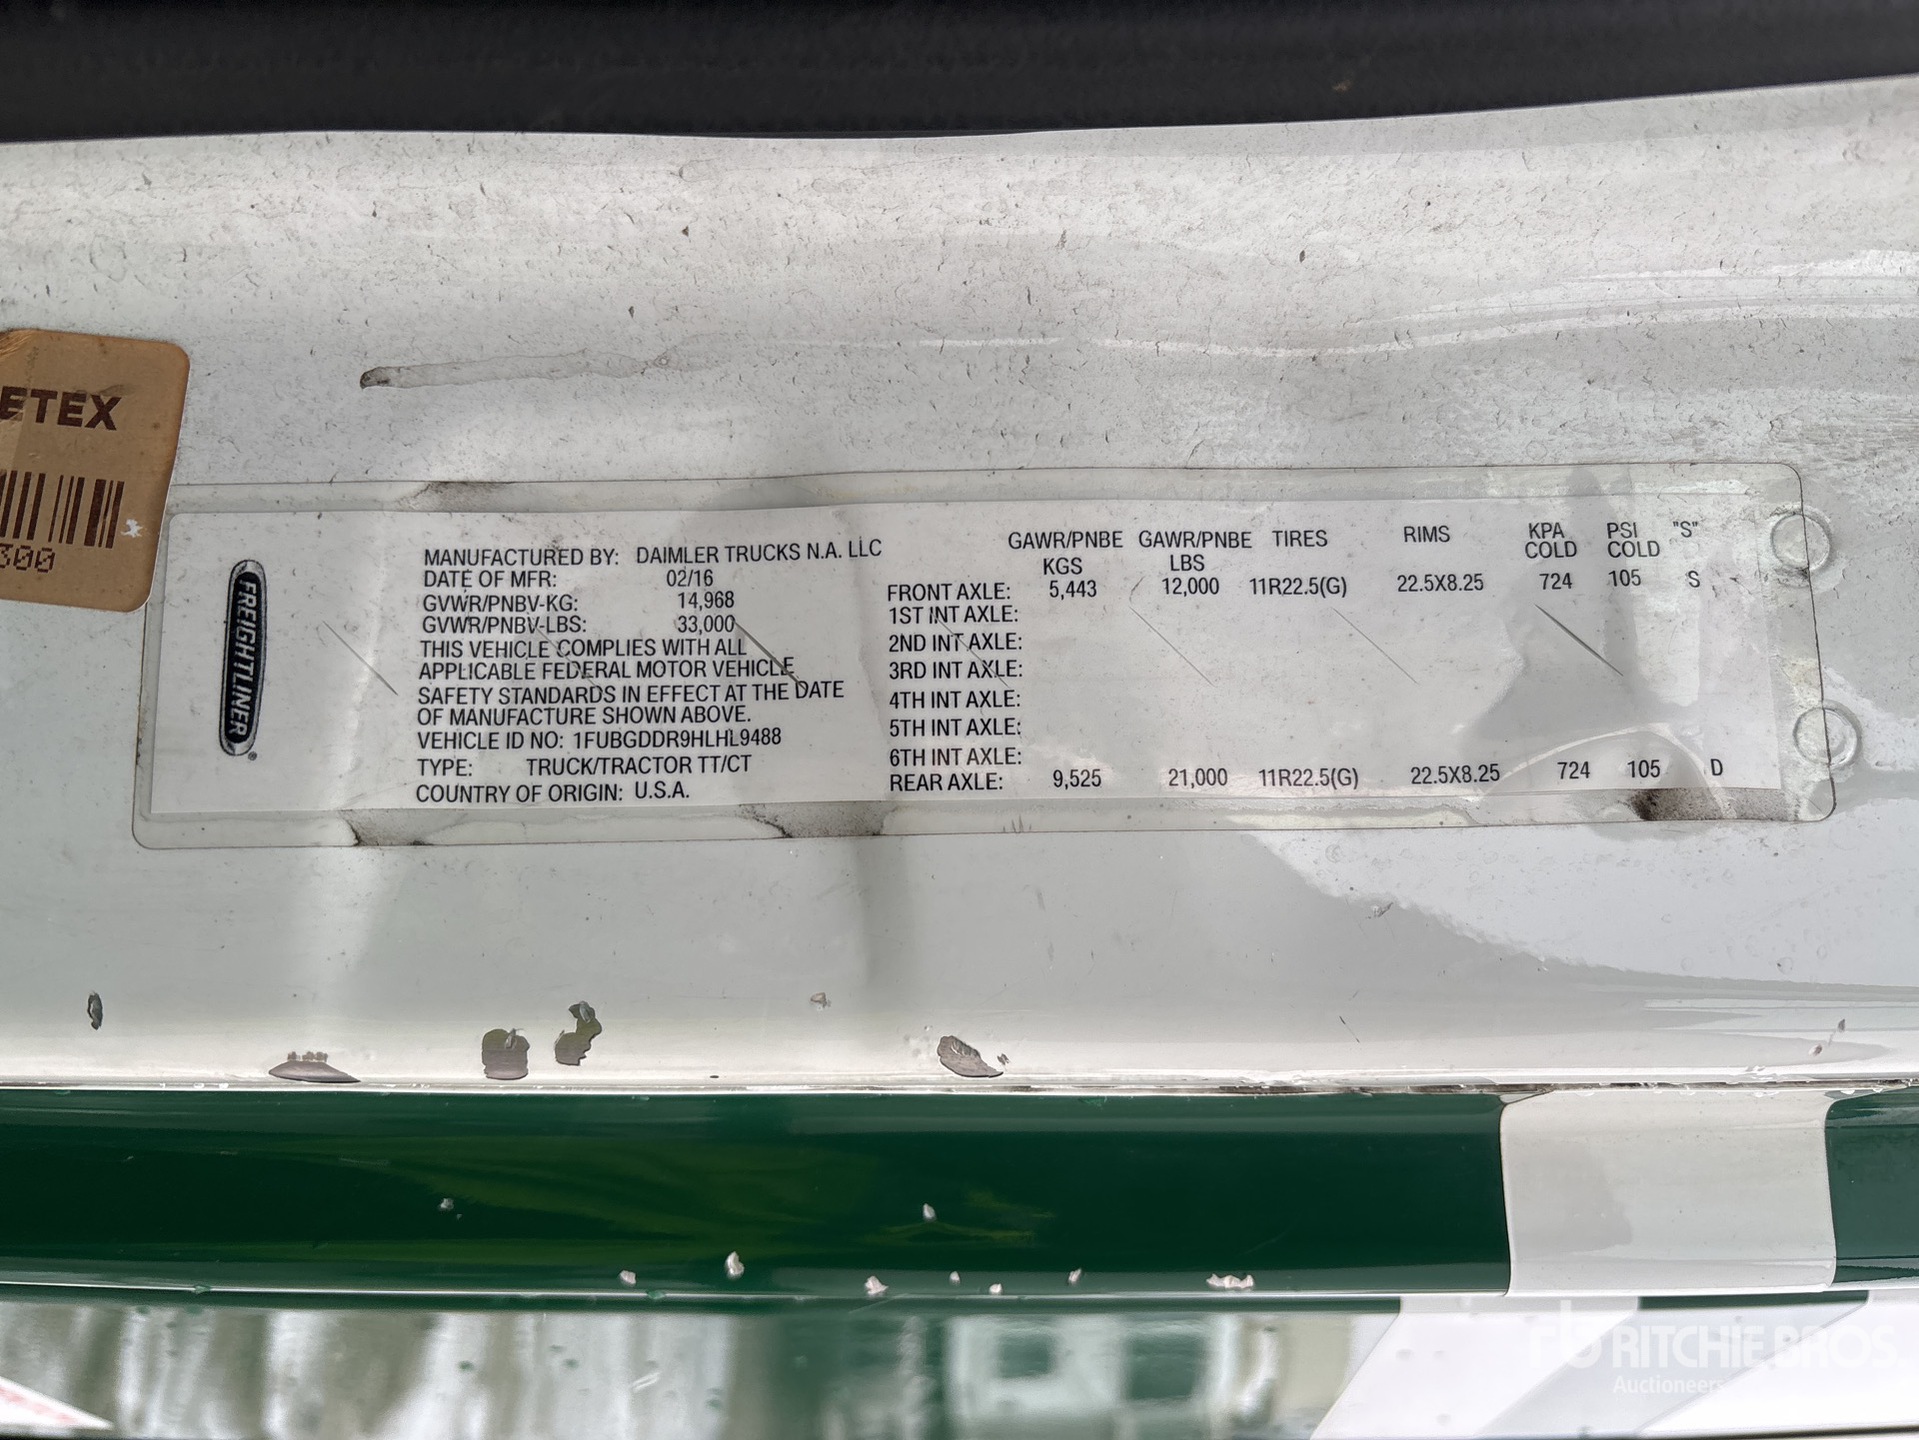 ETEX
300
FREIGHTLINER
®
MANUFACTURED BY: DAIMLER TRUCKS N.A. LLC
DATE OF MFR: 02/16
GVWR/PNBV-KG: 14,968
GVWR/PNBV-LBS: 33,000
THIS VEHICLE COMPLIES WITH ALL
APPLICABLE FEDERAL MOTOR VEHICLE
SAFETY STANDARDS IN EFFECT AT THE DATE
OF MANUFACTURE SHOWN ABOVE.
VEHICLE ID NO: 1FUBGDDR9HLHL9488
TYPE: TRUCK/TRACTOR TT/CT
COUNTRY OF ORIGIN: U.S.A.
GAWR/PNBE GAWR/PNBE TIRES RIMS KPA PSI "S"
KGS LBS COLD COLD
FRONT AXLE: 5,443 12,000 11R22.5(G) 22.5X8.25 724 105 S
1ST INT AXLE:
2ND INT AXLE:
3RD INT AXLE:
4TH INT AXLE:
5TH INT AXLE:
6TH INT AXLE:
REAR AXLE: 9,525 21,000 11R22.5(G) 22.5X8.25 724 105 D
rb RITCHIE BROS.
Auctioneers